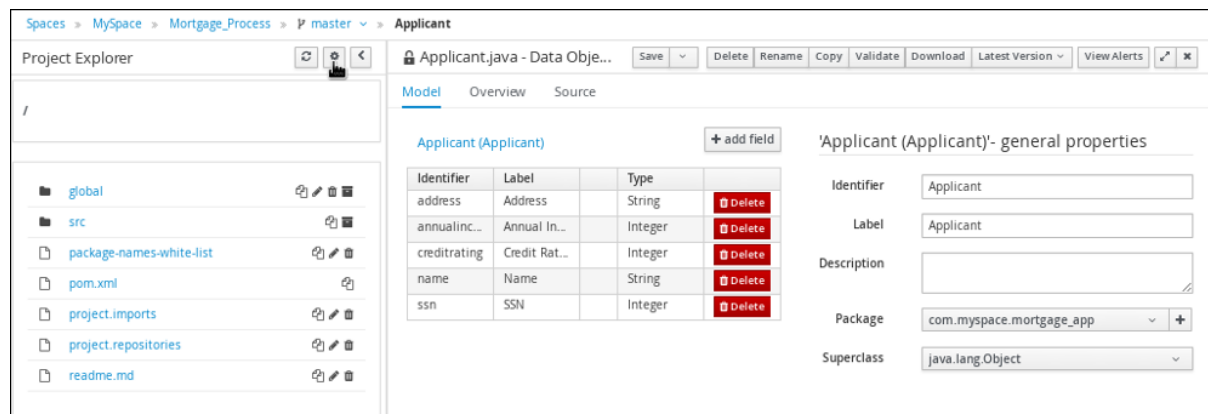 Spaces » MySpace » Mortgage_Process » master » Applicant
Project Explorer
/
global
src
package-names-white-list
pom.xml
project.imports
project.repositories
readme.md
Applicant.java - Data Obje...
Save Delete Rename Copy Validate Download Latest Version View Alerts
Model Overview Source
Applicant (Applicant)
+ add field
Identifier Label Type
address Address String Delete
annualinc... Annual In... Integer Delete
creditrating Credit Rat... Integer Delete
name Name String Delete
ssn SSN Integer Delete
'Applicant (Applicant)'- general properties
Identifier Applicant
Label Applicant
Description
Package com.myspace.mortgage_app +
Superclass java.lang.Object